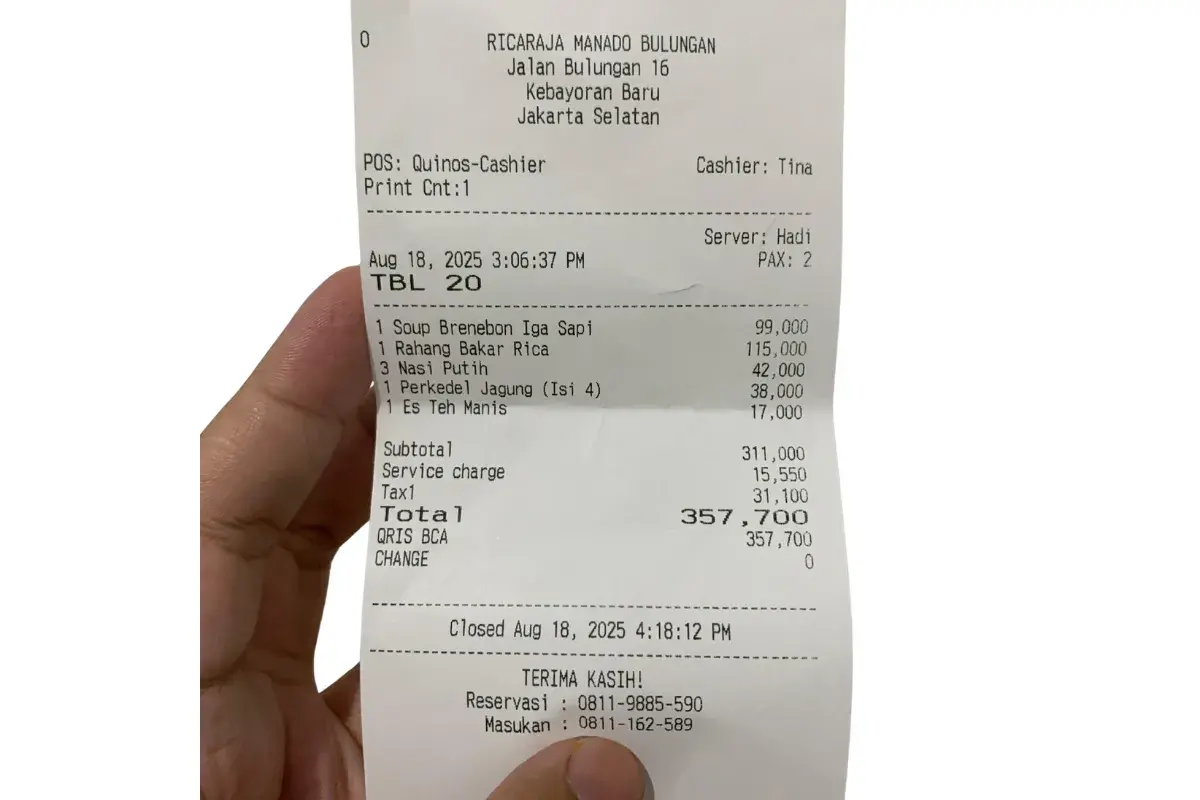 0 RICARAJA MANADO BULUNGAN
Jalan Bulungan 16
Kebayoran Baru
Jakarta Selatan
POS: Quinos-Cashier Cashier: Tina
Print Cnt:1
Server: Hadi
Aug 18, 2025 3:06:37 PM PAX: 2
TBL 20
1 Soup Brenebon Iga Sapi 99,000
1 Rahang Bakar Rica 115,000
3 Nasi Putih 42,000
1 Perkedel Jagung (Isi 4) 38,000
1 Es Teh Manis 17,000
Subtotal 311,000
Service charge 15,550
Tax1 31,100
Total 357,700
QRIS BCA 357,700
CHANGE 0
Closed Aug 18, 2025 4:18:12 PM
TERIMA KASIH!
Reservasi : 0811-9885-590
Masukan : 0811-162-589